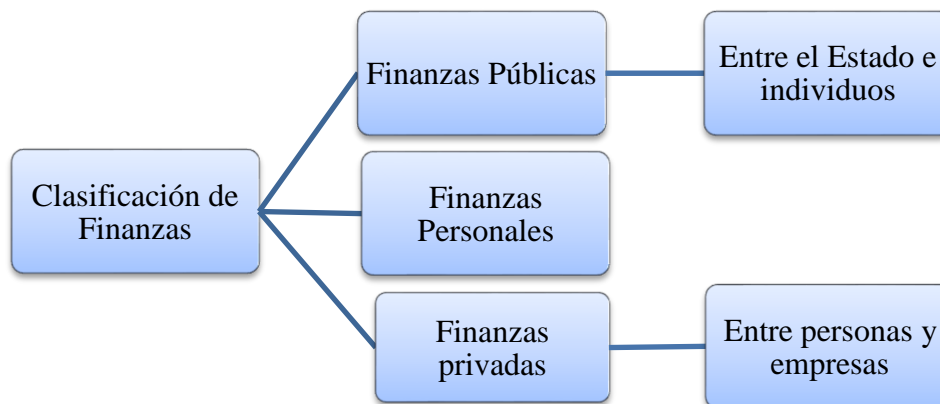 Clasificación de
Finanzas
Finanzas Públicas
Entre el Estado e
individuos
Finanzas
Personales
Finanzas
privadas
Entre personas y
empresas